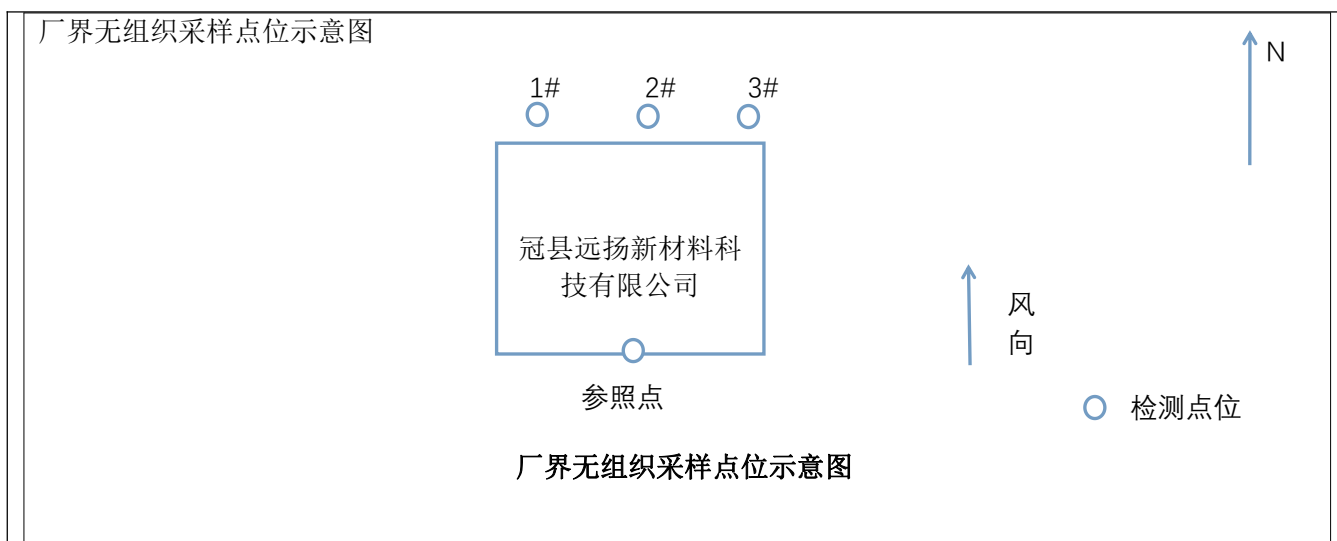 厂界无组织采样点位示意图
N
1#
2#
3#
冠县远扬新材料科
技有限公司
风
向
参照点
检测点位
厂界无组织采样点位示意图